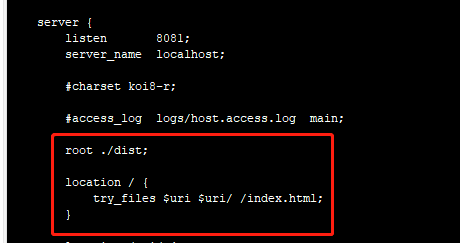 server {
listen 8081;
server_name localhost;
#charset koi8-r;
#access_log logs/host.access.log main;
root ./dist;
location / {
try_files $uri $uri/ /index.html;
}